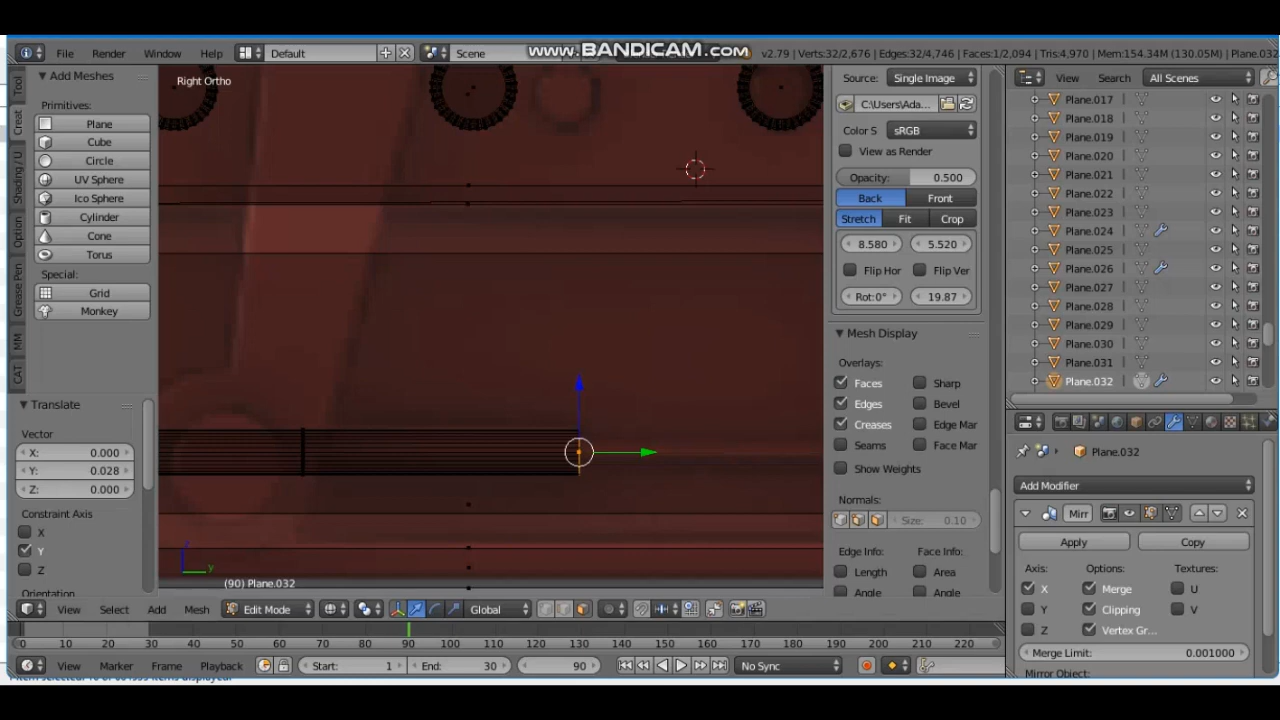 File Render Window Help Default Scene www.BANDICAM.com v2.79 | Verts:32/2,676 | Edges:32/4,746 | Faces:1/2,094 | Tris:4,970 | Mem:154.34M (130.05M) | Plane.032
Add Meshes
Right Ortho
Source: Single Image
View Search All Scenes
Primitives:
Plane
Cube
Circle
UV Sphere
Ico Sphere
Cylinder
Cone
Torus
Special:
Grid
Monkey
Tool
Creat
Shading / U
Option
Grease Pen
MM
CAT
Translate
Vector
X: 0.000
Y: 0.028
Z: 0.000
Constraint Axis
X
Y
Z
Orientation
z
y
(90) Plane.032
C:\Users\Ada...
Color S sRGB
View as Render
Opacity: 0.500
Back Front
Stretch Fit Crop
8.580 5.520
Flip Hor Flip Ver
Rot:0° 19.87
Mesh Display
Overlays:
Faces Sharp
Edges Bevel
Creases Edge Mar
Seams Face Mar
Show Weights
Normals:
Size: 0.10
Edge Info: Face Info:
Length Area
Angle Angle
Plane.017
Plane.018
Plane.019
Plane.020
Plane.021
Plane.022
Plane.023
Plane.024
Plane.025
Plane.026
Plane.027
Plane.028
Plane.029
Plane.030
Plane.031
Plane.032
Plane.032
Add Modifier
Mirr
Apply Copy
Axis: Options: Textures:
X Merge U
Y Clipping V
Z Vertex Gr...
Merge Limit: 0.001000
Mirror Object:
View Select Add Mesh Edit Mode Global
0 10 20 30 40 50 60 70 80 90 100 110 120 130 140 150 160 170 180 190 200 210 220
View Marker Frame Playback Start: 1 End: 30 90 No Sync